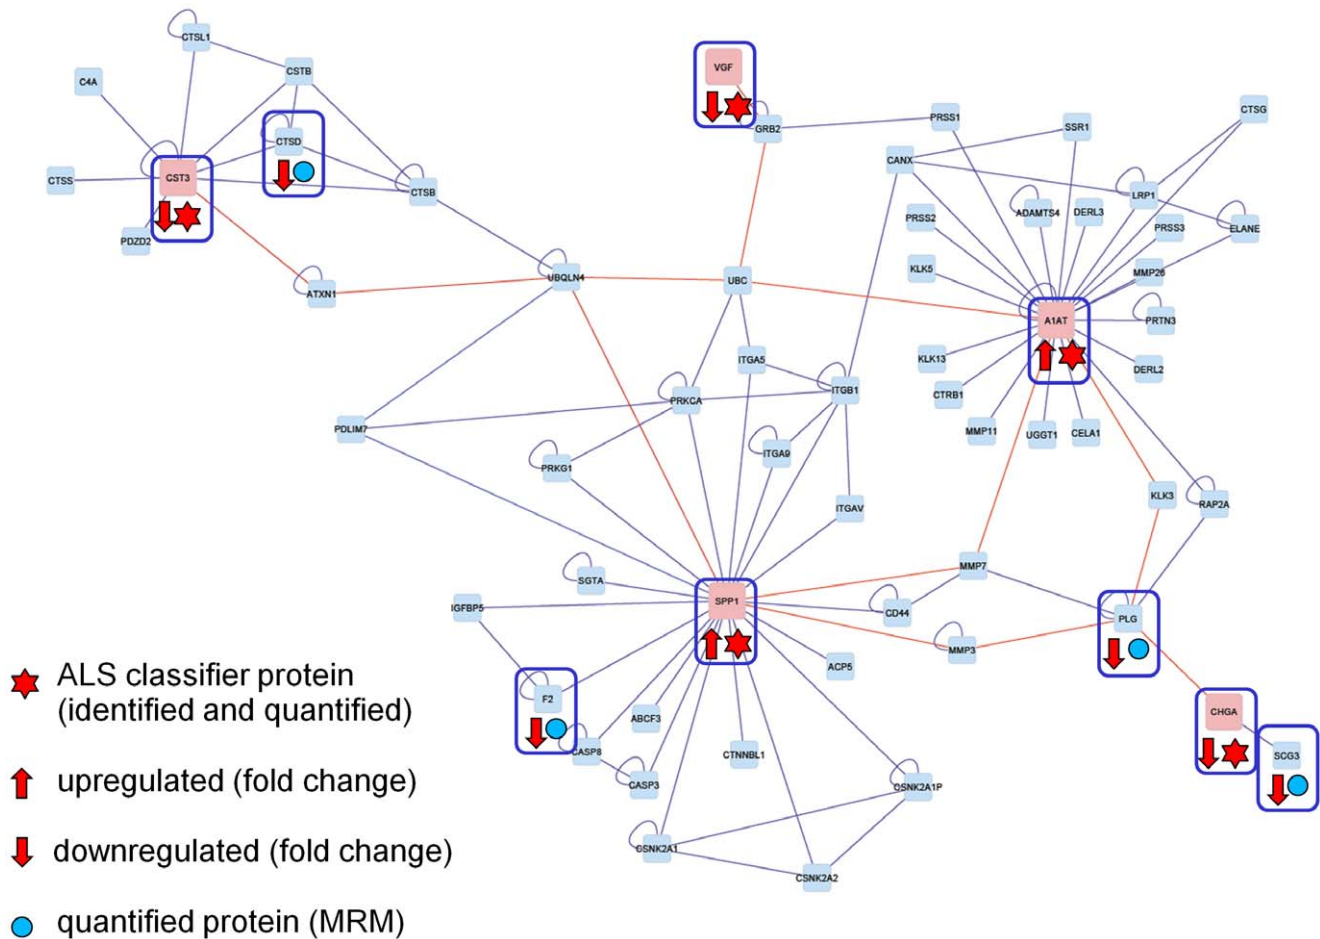 CTSL1
CSTB
C4A
VGF
GRB2
PRSS1
SSR1
CTSG
CTSD
CANX
CST3
CTSS
CTSB
LRP1
ADAMTS4
DERL3
PRSS2
PRSS3
ELANE
PDZD2
KLK5
MMP26
UBQLN4
UBC
ATXN1
A1AT
PRTN3
ITGA5
KLK13
DERL2
ITGB1
CTRB1
PRKCA
PDLIM7
MMP11
UGGT1
CELA1
ITGA9
PRKG1
KLK3
RAP2A
ITGAV
MMP7
SGTA
SPP1
IGFBP5
CD44
PLG
MMP3
ACP5
F2
CHGA
ABCF3
CASP8
CTNNBL1
SCG3
CASP3
CSNK2A1P
CSNK2A1
CSNK2A2
ALS classifier protein
(identified and quantified)
upregulated (fold change)
downregulated (fold change)
quantified protein (MRM)